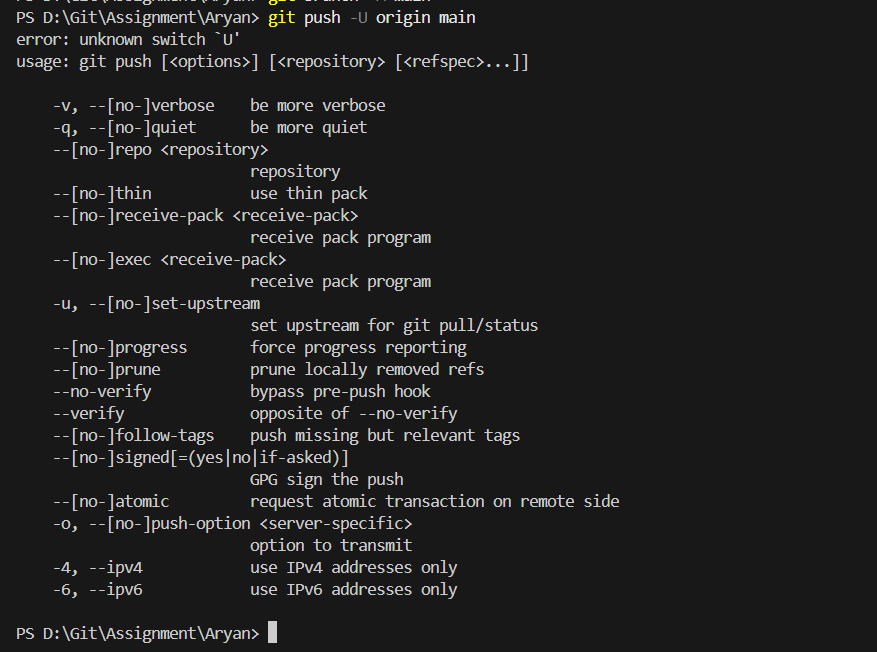 PS D:\Git\Assignment\Aryan> git push -U origin main
error: unknown switch `U'
usage: git push [<options>] [<repository> [<refspec>...]]
-v, --[no-]verbose be more verbose
-q, --[no-]quiet be more quiet
--[no-]repo <repository>
repository
--[no-]thin use thin pack
--[no-]receive-pack <receive-pack>
receive pack program
--[no-]exec <receive-pack>
receive pack program
-u, --[no-]set-upstream
set upstream for git pull/status
--[no-]progress force progress reporting
--[no-]prune prune locally removed refs
--no-verify bypass pre-push hook
--verify opposite of --no-verify
--[no-]follow-tags push missing but relevant tags
--[no-]signed[=(yes|no|if-asked)]
GPG sign the push
--[no-]atomic request atomic transaction on remote side
-o, --[no-]push-option <server-specific>
option to transmit
-4, --ipv4 use IPv4 addresses only
-6, --ipv6 use IPv6 addresses only
PS D:\Git\Assignment\Aryan>